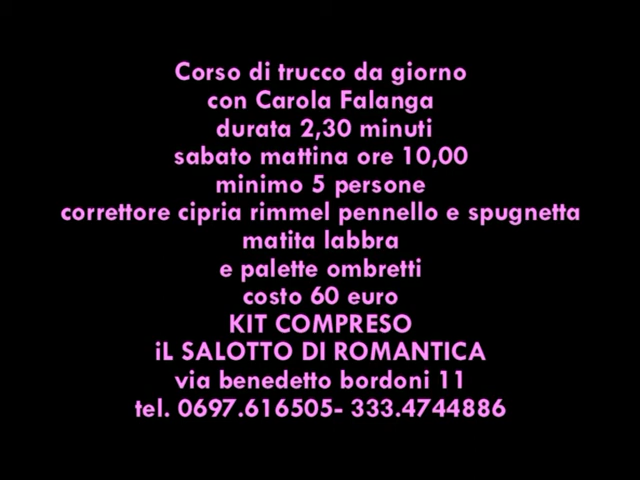 Corso di trucco da giorno
con Carola Falanga
durata 2,30 minuti
sabato mattina ore 10,00
minimo 5 persone
correttore cipria rimmel pennello e spugnetta
matita labbra
e palette ombretti
costo 60 euro
KIT COMPRESO
iL SALOTTO DI ROMANTICA
via benedetto bordoni 11
tel. 0697.616505- 333.4744886